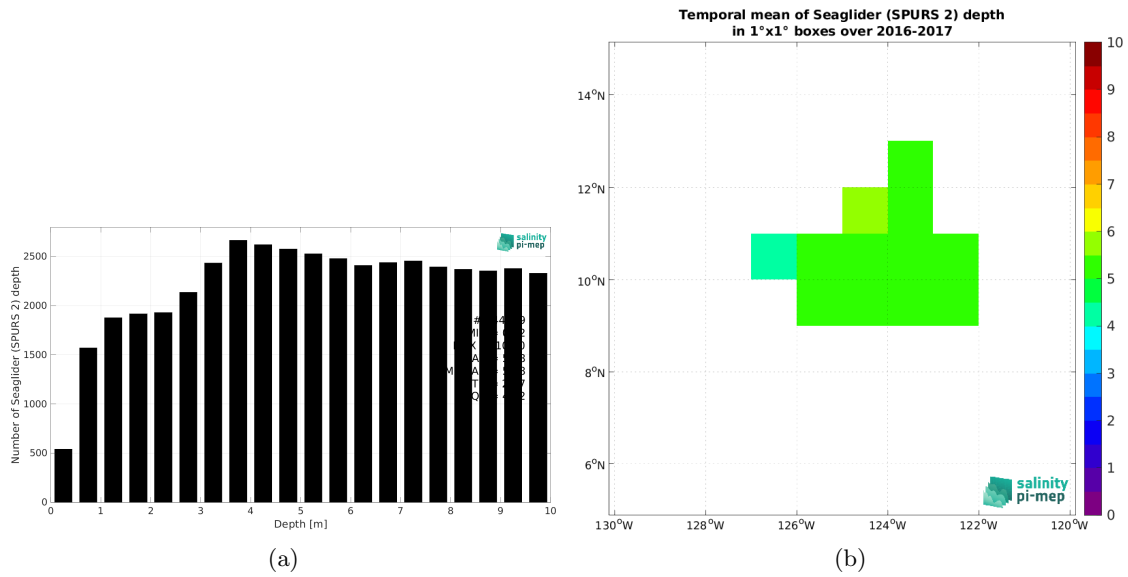 2500
2000
1500
1000
500
0
Number of Seaglider (SPURS 2) depth
salinity
pi-mep
0 1 2 3 4 5 6 7 8 9 10
Depth [m]
(a)
Temporal mean of Seaglider (SPURS 2) depth
in 1°x1° boxes over 2016-2017
14°N
12°N
10°N
8°N
6°N
130°W 128°W 126°W 124°W 122°W 120°W
salinity
pi-mep
10
9
8
7
6
5
4
3
2
1
0
(b)